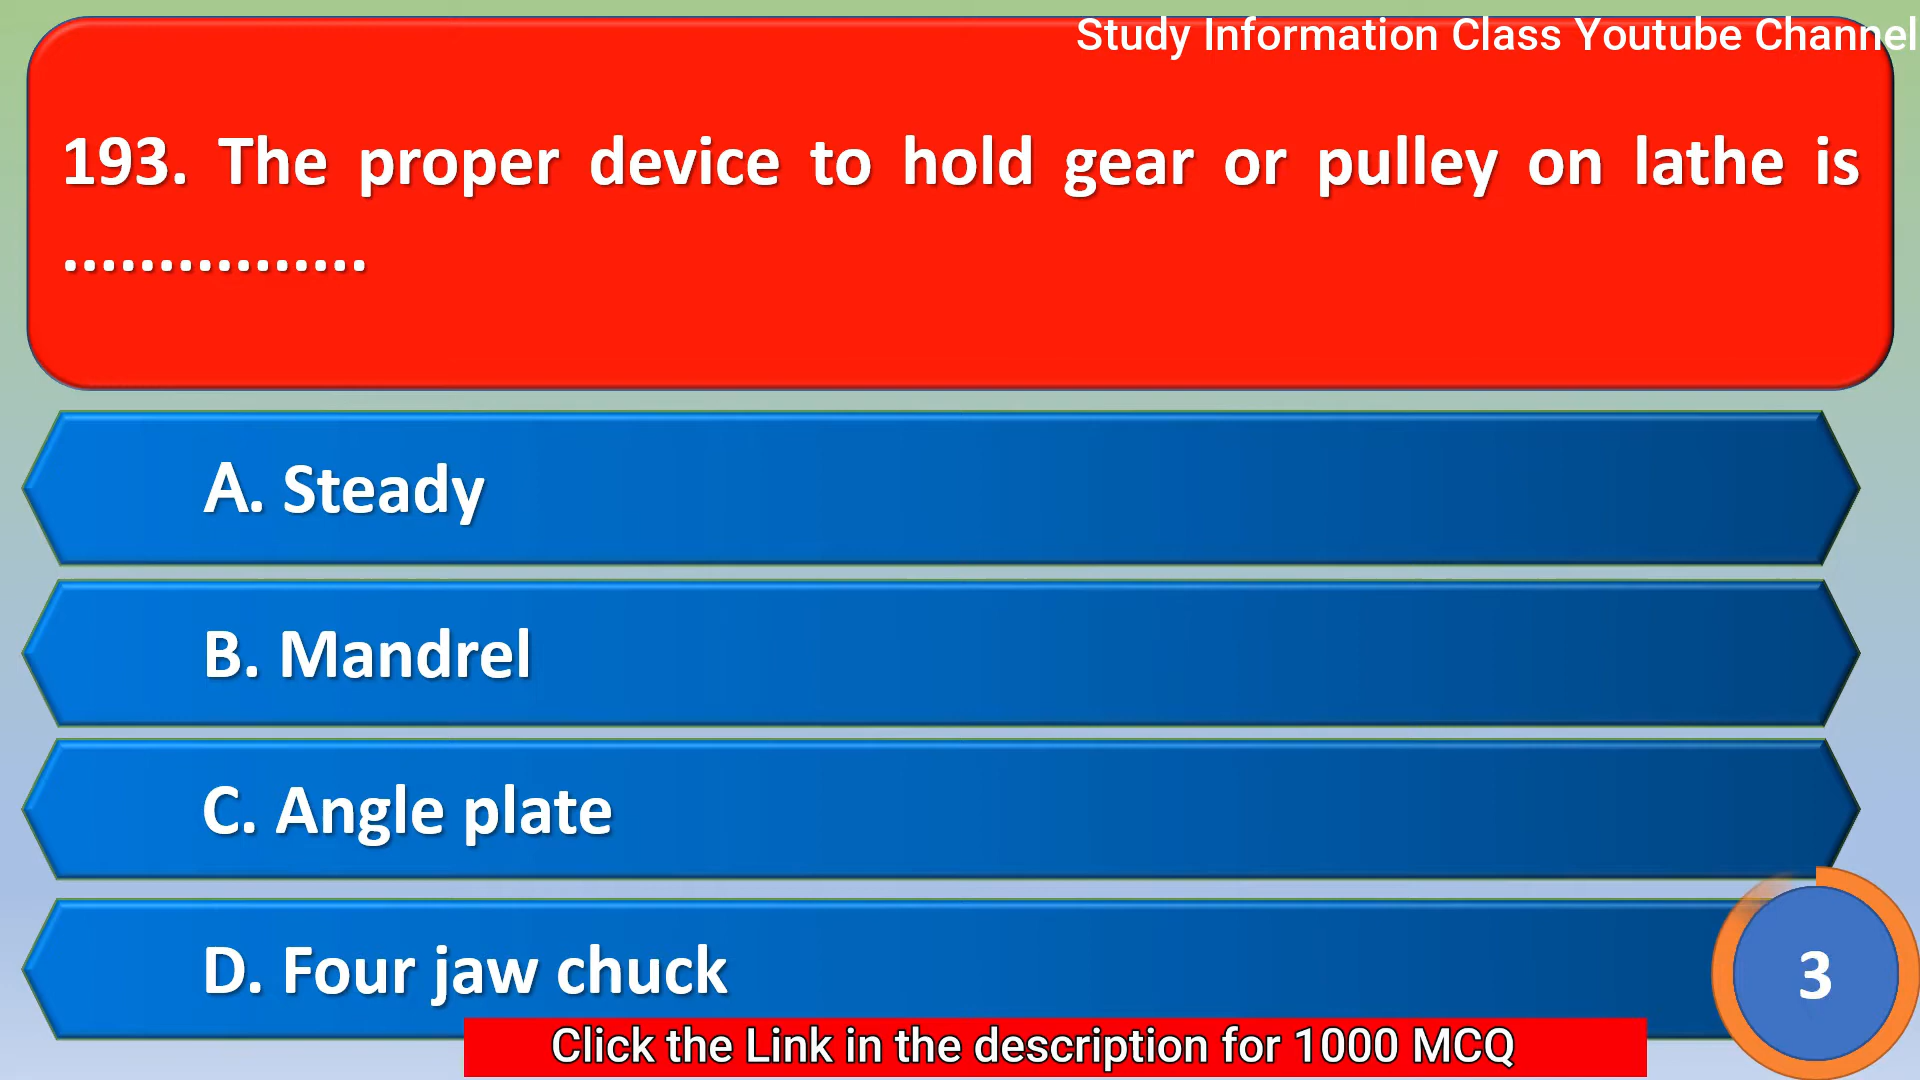 Study Information Class Youtube Channel
193. The proper device to hold gear or pulley on lathe is
................
A. Steady
B. Mandrel
C. Angle plate
D. Four jaw chuck
3
Click the Link in the description for 1000 MCQ